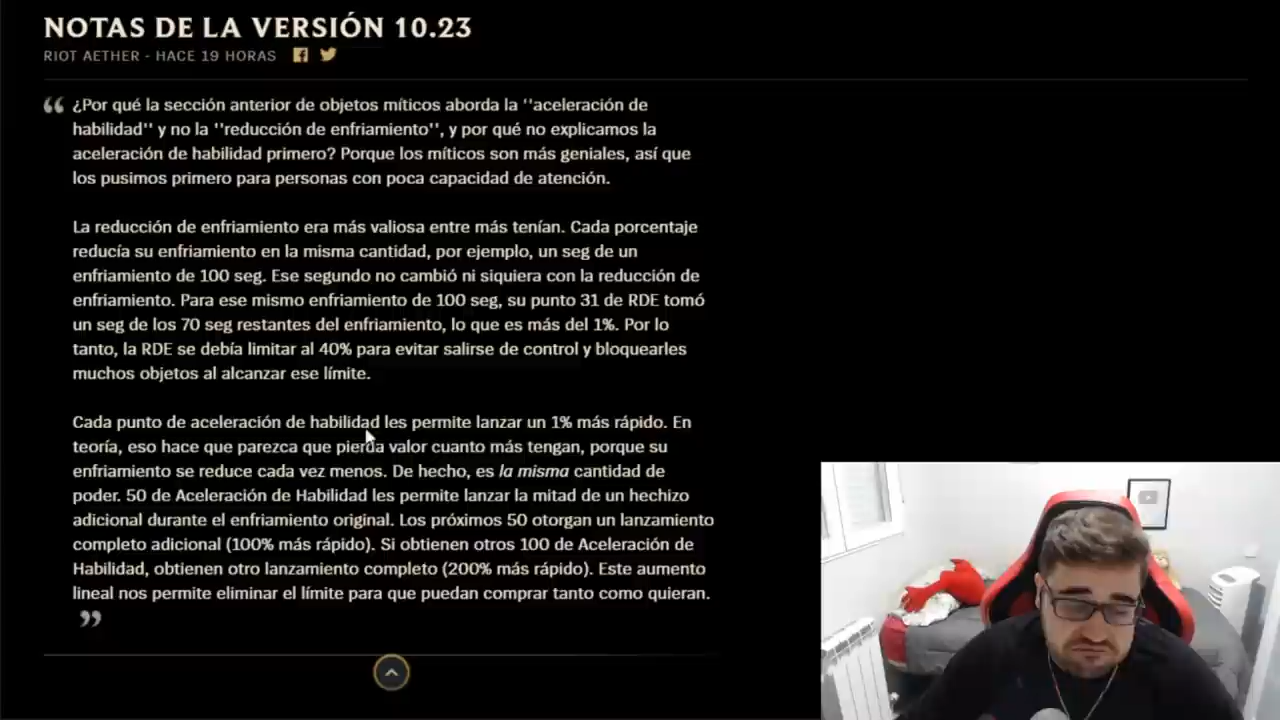 NOTAS DE LA VERSIÓN 10.23
RIOT AETHER - HACE 19 HORAS
“ ¿Por qué la sección anterior de objetos míticos aborda la ''aceleración de
habilidad'' y no la ''reducción de enfriamiento'', y por qué no explicamos la
aceleración de habilidad primero? Porque los míticos son más geniales, así que
los pusimos primero para personas con poca capacidad de atención.
La reducción de enfriamiento era más valiosa entre más tenían. Cada porcentaje
reducía su enfriamiento en la misma cantidad, por ejemplo, un seg de un
enfriamiento de 100 seg. Ese segundo no cambió ni siquiera con la reducción de
enfriamiento. Para ese mismo enfriamiento de 100 seg, su punto 31 de RDE tomó
un seg de los 70 seg restantes del enfriamiento, lo que es más del 1%. Por lo
tanto, la RDE se debía limitar al 40% para evitar salirse de control y bloquearles
muchos objetos al alcanzar ese límite.
Cada punto de aceleración de habilidad les permite lanzar un 1% más rápido. En
teoría, eso hace que parezca que pierda valor cuanto más tengan, porque su
enfriamiento se reduce cada vez menos. De hecho, es la misma cantidad de
poder. 50 de Aceleración de Habilidad les permite lanzar la mitad de un hechizo
adicional durante el enfriamiento original. Los próximos 50 otorgan un lanzamiento
completo adicional (100% más rápido). Si obtienen otros 100 de Aceleración de
Habilidad, obtienen otro lanzamiento completo (200% más rápido). Este aumento
lineal nos permite eliminar el límite para que puedan comprar tanto como quieran.
”